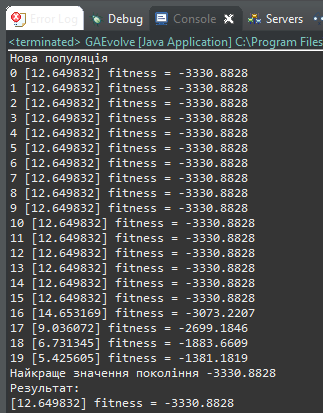 Error Log Debug Console Servers
<terminated> GAEvolve [Java Application] C:\Program Files
Нова популяція
0 [12.649832] fitness = -3330.8828
1 [12.649832] fitness = -3330.8828
2 [12.649832] fitness = -3330.8828
3 [12.649832] fitness = -3330.8828
4 [12.649832] fitness = -3330.8828
5 [12.649832] fitness = -3330.8828
6 [12.649832] fitness = -3330.8828
7 [12.649832] fitness = -3330.8828
8 [12.649832] fitness = -3330.8828
9 [12.649832] fitness = -3330.8828
10 [12.649832] fitness = -3330.8828
11 [12.649832] fitness = -3330.8828
12 [12.649832] fitness = -3330.8828
13 [12.649832] fitness = -3330.8828
14 [12.649832] fitness = -3330.8828
15 [12.649832] fitness = -3330.8828
16 [14.653169] fitness = -3073.2207
17 [9.036072] fitness = -2699.1846
18 [6.731345] fitness = -1883.6609
19 [5.425605] fitness = -1381.1819
Найкраще значення покоління -3330.8828
Результат:
[12.649832] fitness = -3330.8828